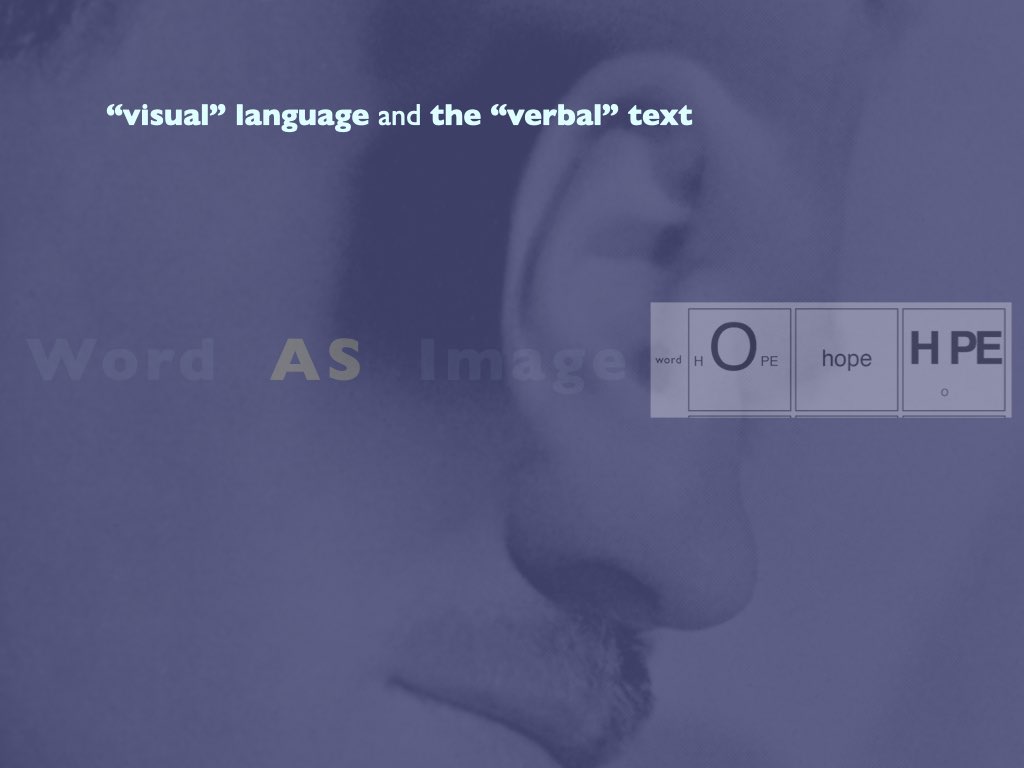 “visual” language and the “verbal” text
Word AS Image
word
H O PE
hope
H PE
O